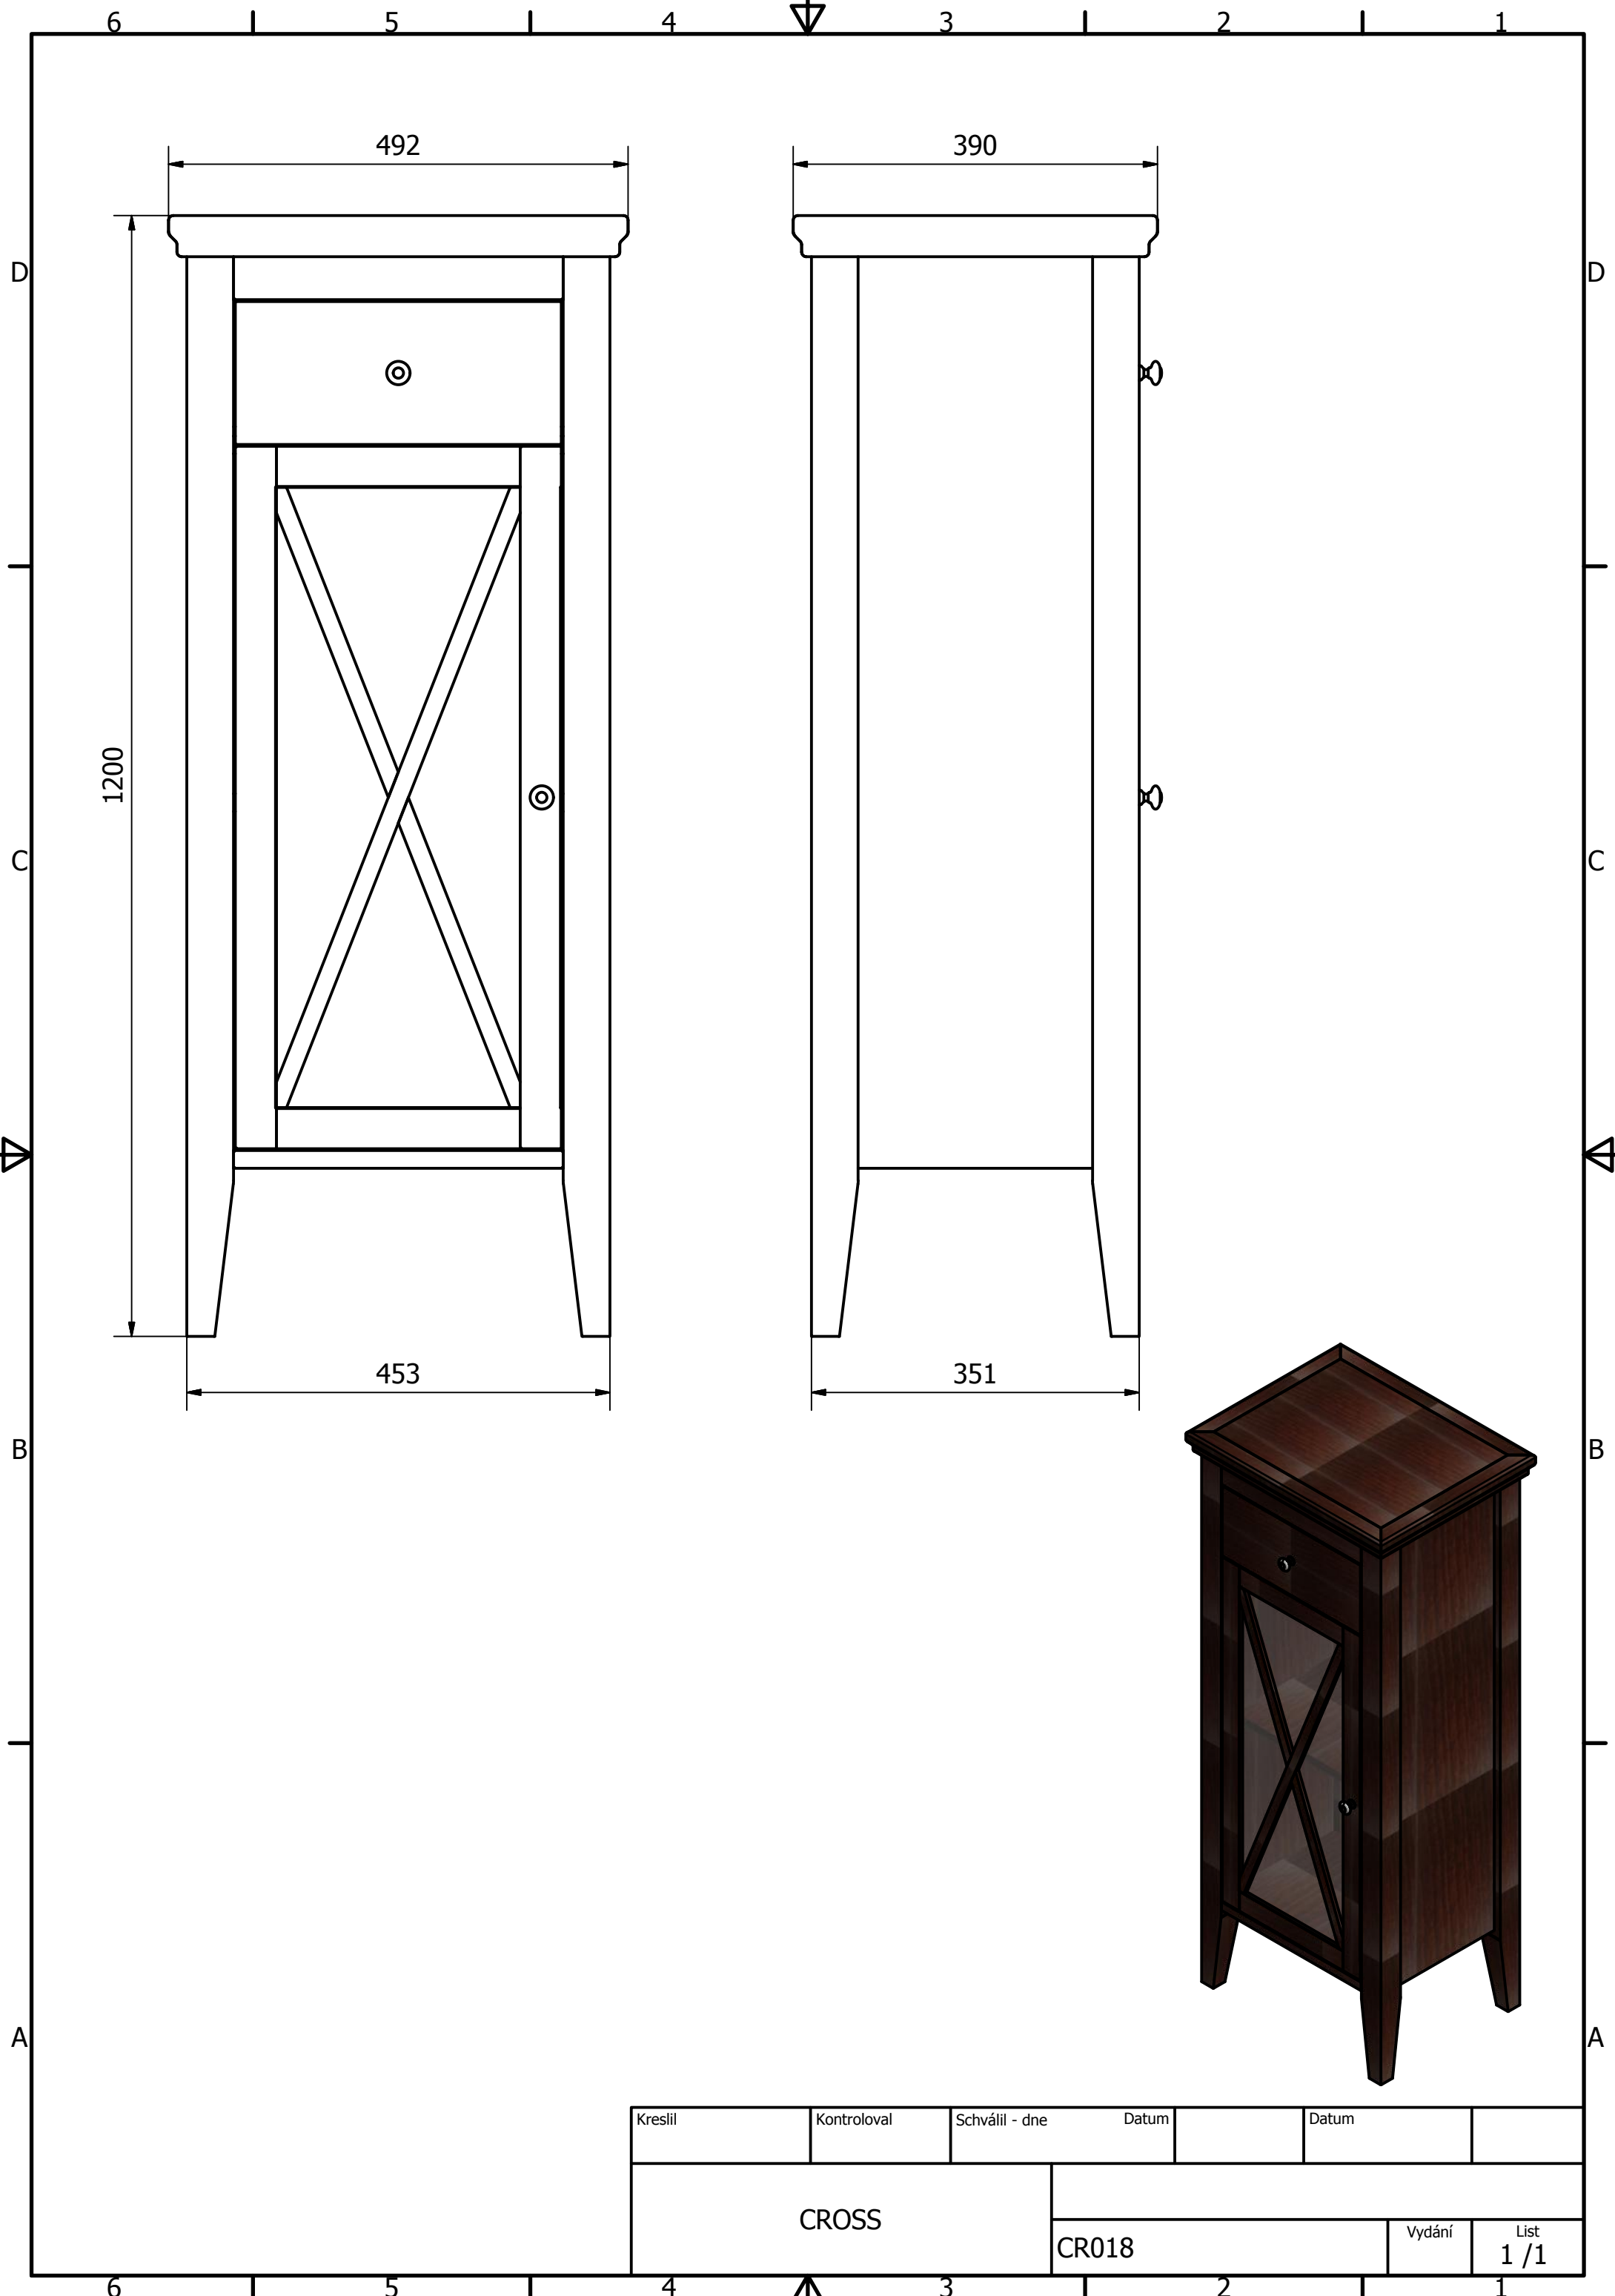 6 5 4 3 2 1
492 390
D D
1200
C C
453 351
B B
A A
Kreslil Kontroloval Schválil - dne Datum Datum
CROSS
CR018 Vydání List
1 /1
6 5 4 3 2 1